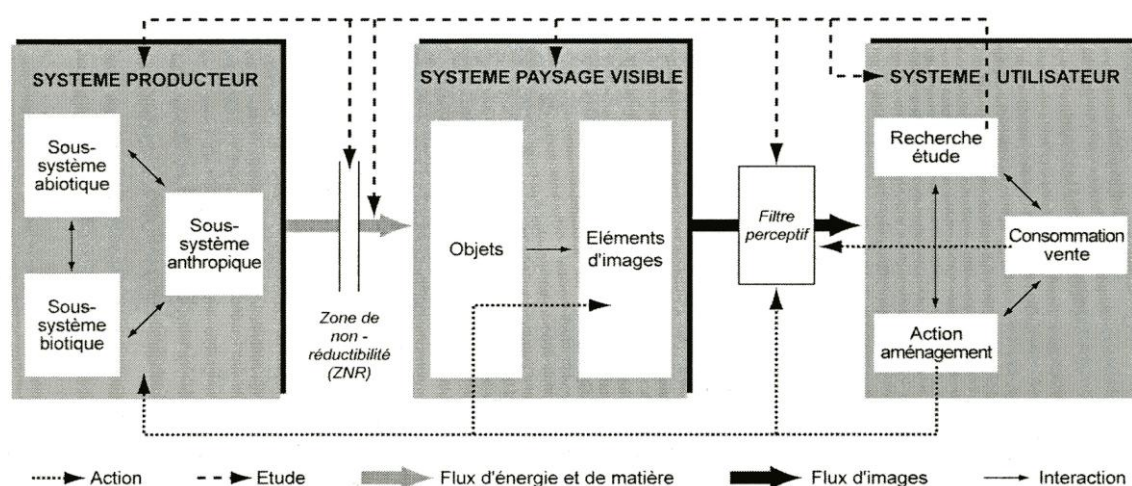 SYSTEME PRODUCTEUR
Sous-
système
abiotique
Sous-
système
anthropique
Sous-
système
biotique
Zone de
non -
réductibilité
(ZNR)
SYSTEME PAYSAGE VISIBLE
Objets
Eléments
d'images
Filtre
perceptif
SYSTEME UTILISATEUR
Recherche
étude
Consommation
vente
Action
aménagement
Action
Etude
Flux d'énergie et de matière
Flux d'images
Interaction